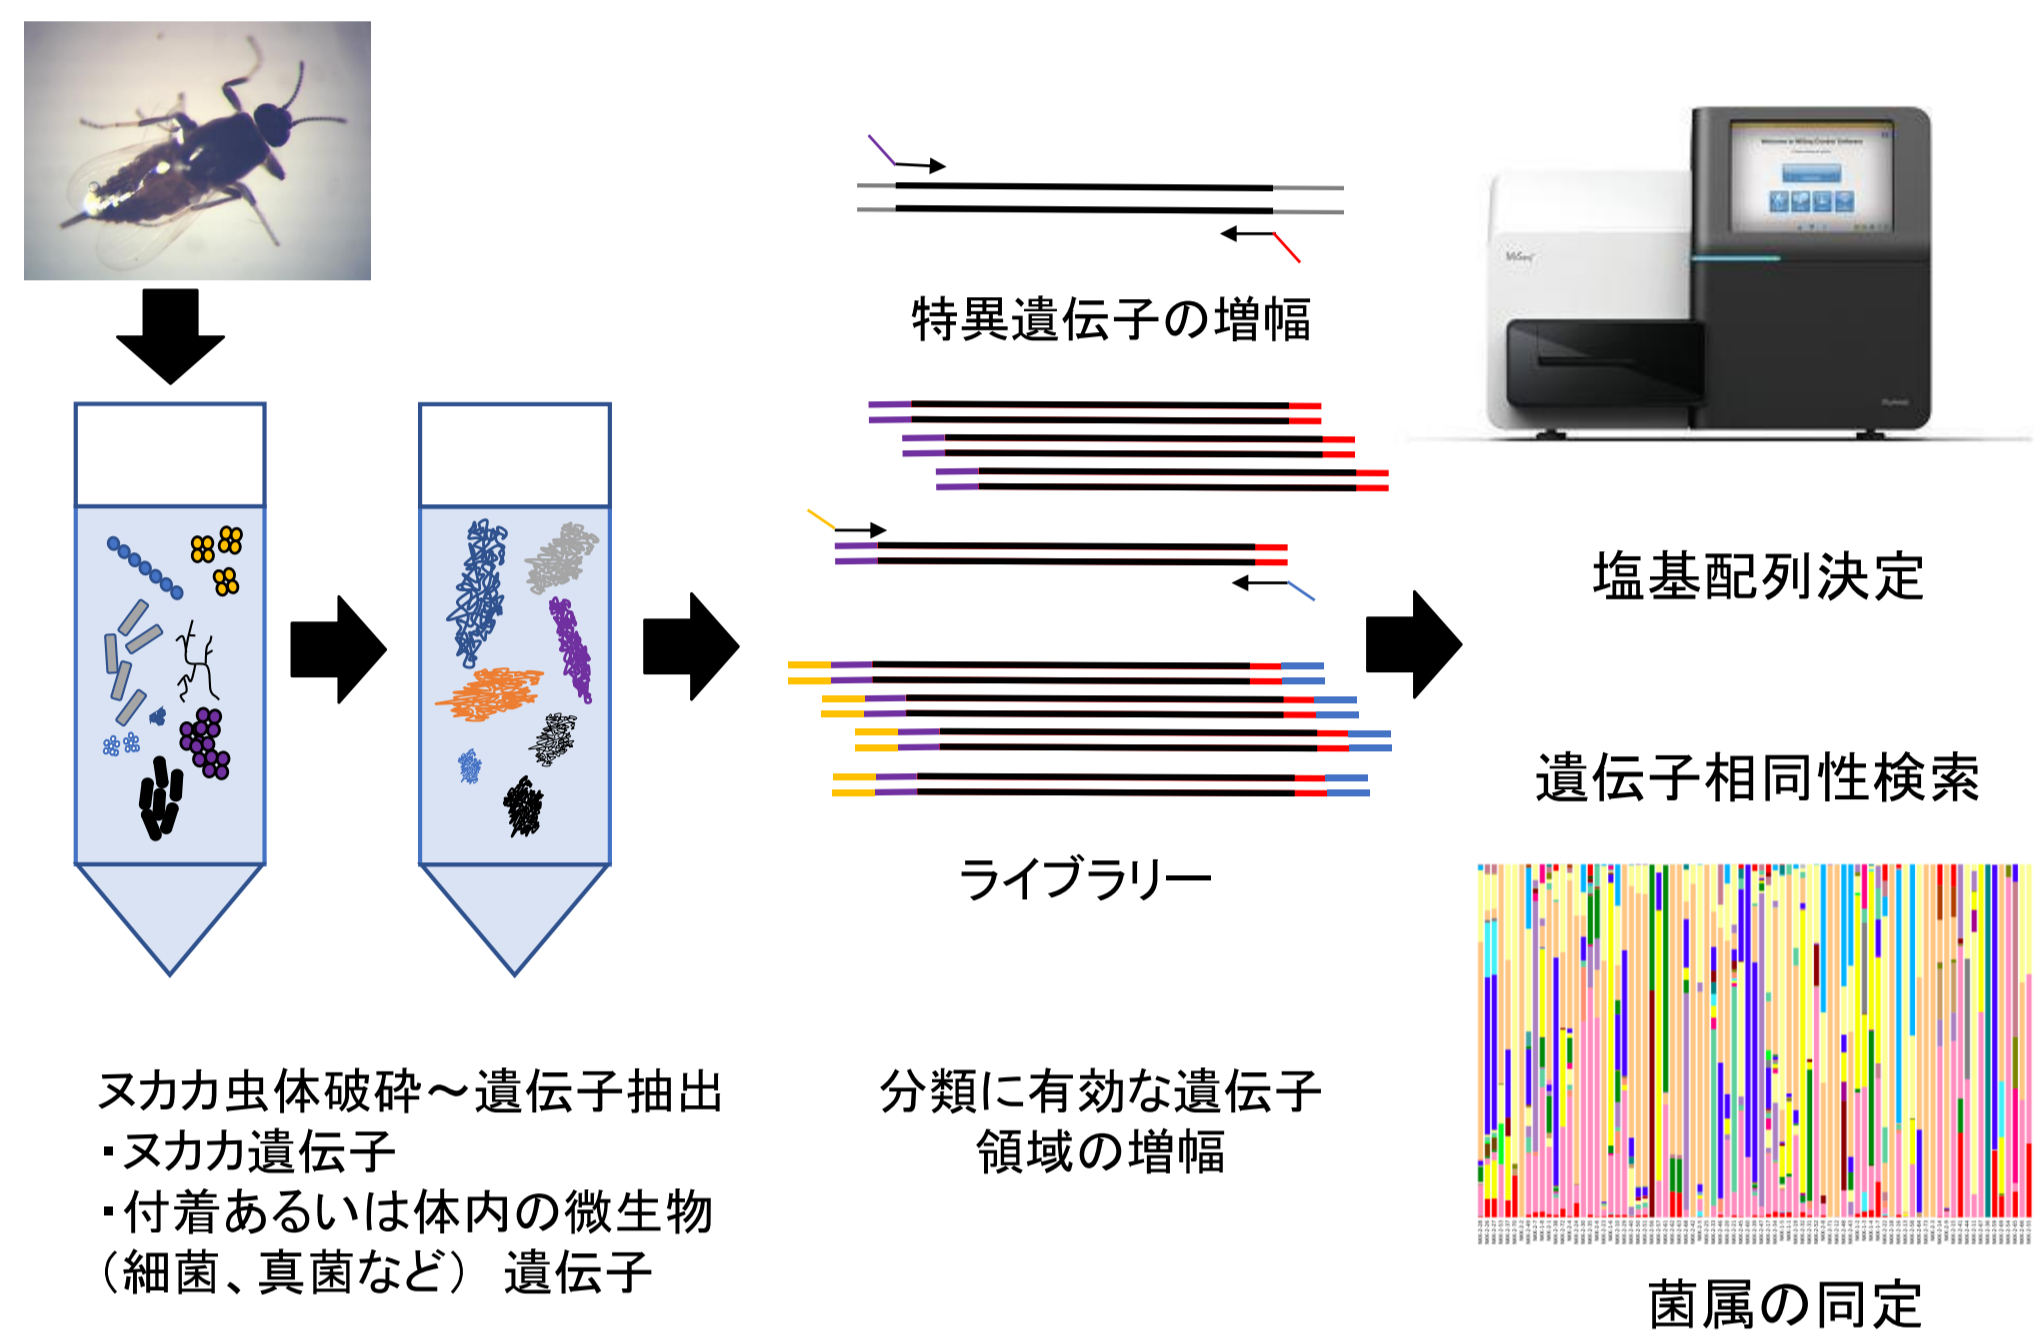 特異遺伝子の増幅
ライブラリー
ヌカカ虫体破砕～遺伝子抽出
・ヌカカ遺伝子
・付着あるいは体内の微生物
（細菌、真菌など） 遺伝子
分類に有効な遺伝子
領域の増幅
MiSeq
塩基配列決定
遺伝子相同性検索
菌属の同定